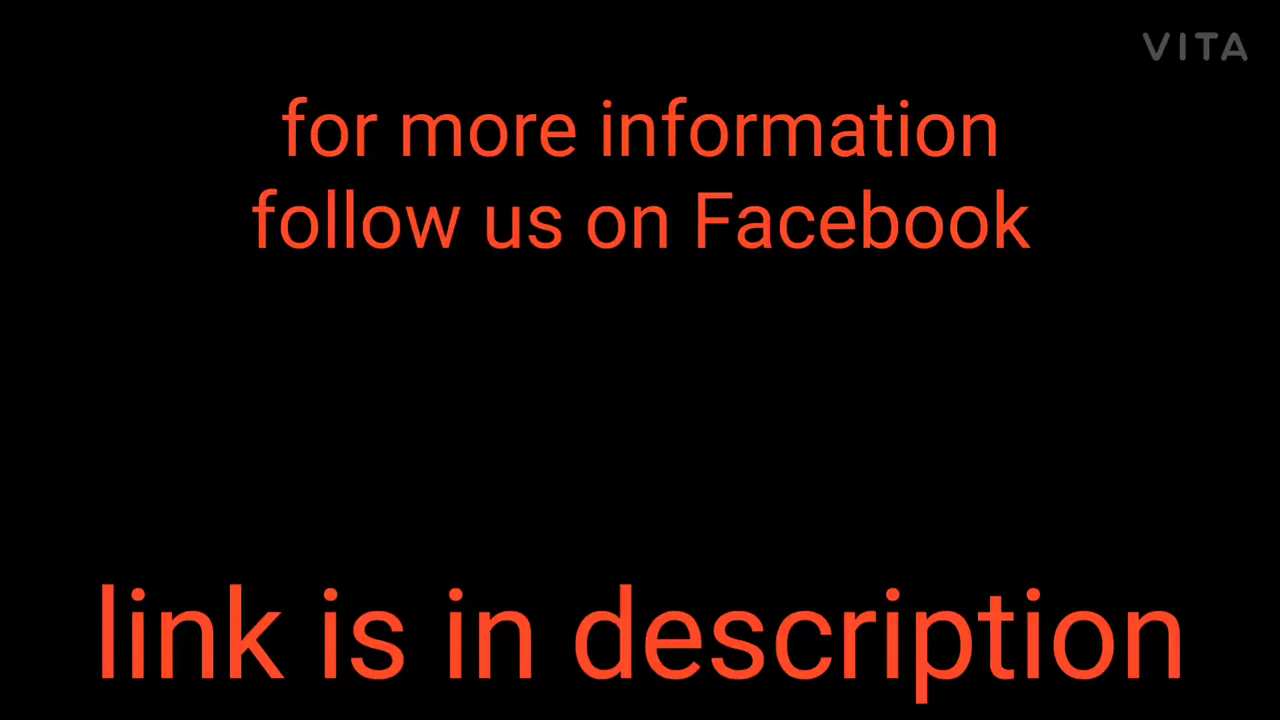 VITA
for more information
follow us on Facebook
link is in description